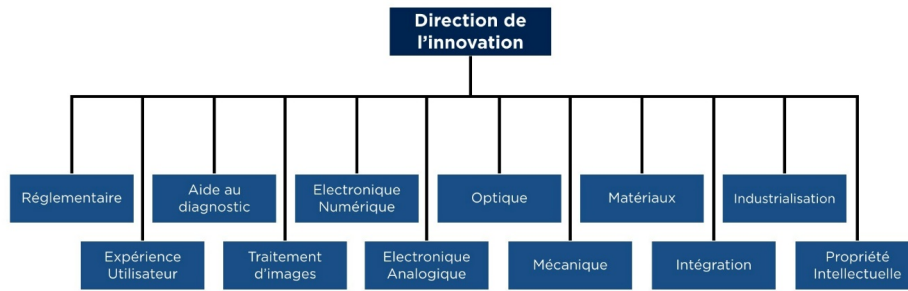 Direction de
l'innovation
Réglementaire
Aide au
diagnostic
Electronique
Numérique
Optique
Matériaux
Industrialisation
Expérience
Utilisateur
Traitement
d'images
Electronique
Analogique
Mécanique
Intégration
Propriété
Intellectuelle